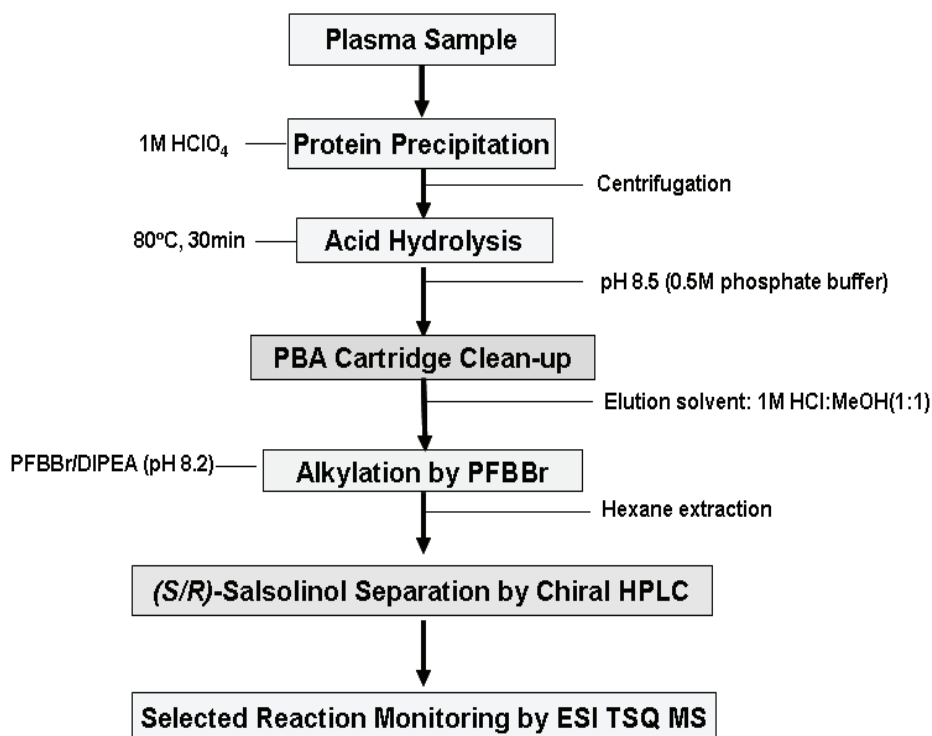 Plasma Sample
1M HClO₄
Protein Precipitation
Centrifugation
80ºC, 30min
Acid Hydrolysis
pH 8.5 (0.5M phosphate buffer)
PBA Cartridge Clean-up
Elution solvent: 1M HCl:MeOH(1:1)
PFBBr/DIPEA (pH 8.2)
Alkylation by PFBBr
Hexane extraction
(S/R)-Salsolinol Separation by Chiral HPLC
Selected Reaction Monitoring by ESI TSQ MS